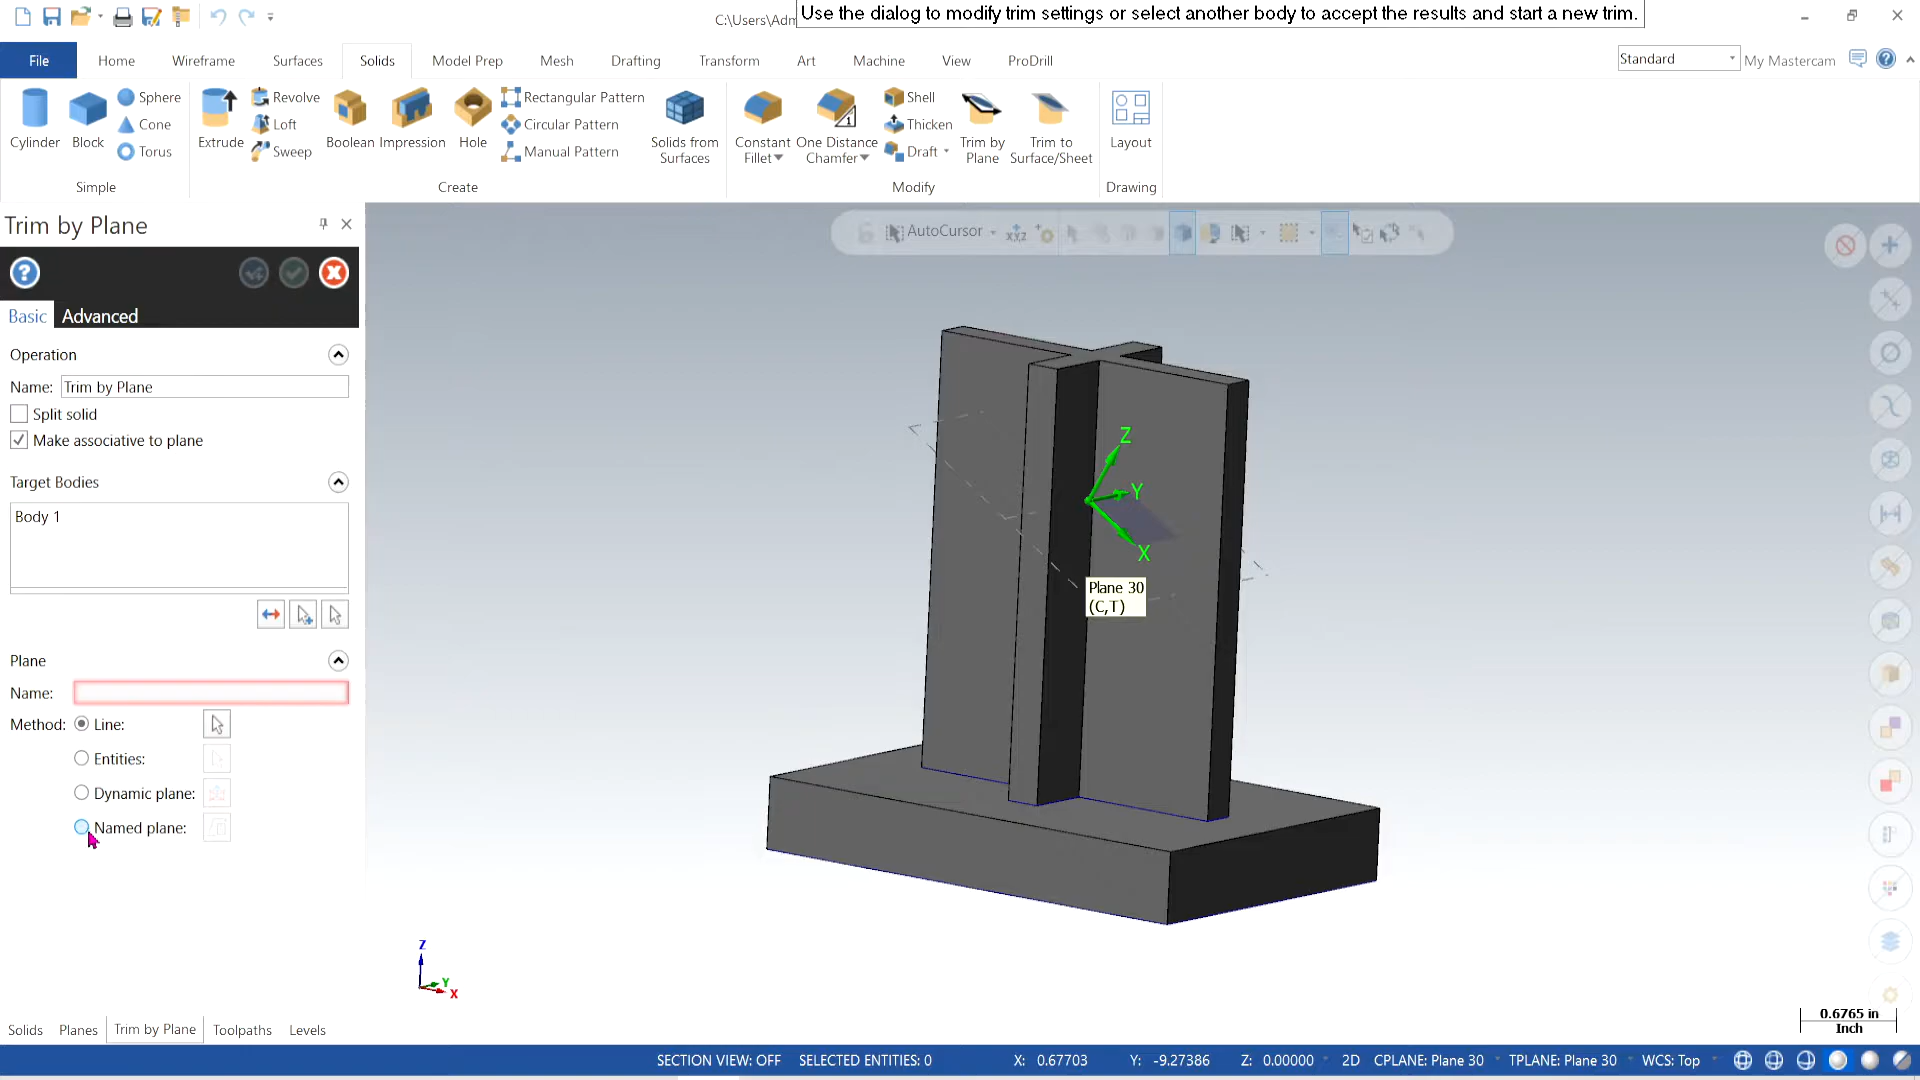 C:\Users\Adm
Use the dialog to modify trim settings or select another body to accept the results and start a new trim.
File Home Wireframe Surfaces Solids Model Prep Mesh Drafting Transform Art Machine View ProDrill Standard My Mastercam
Cylinder
Block
Sphere
Cone
Torus
Simple
Extrude
Revolve
Loft
Sweep
Boolean
Impression
Hole
Rectangular Pattern
Circular Pattern
Manual Pattern
Solids from
Surfaces
Create
Constant
Fillet
One Distance
Chamfer
1
Shell
Thicken
Draft
Trim by
Plane
Trim to
Surface/Sheet
Modify
Layout
Drawing
Trim by Plane
Basic Advanced
Operation
Name: Trim by Plane
Split solid
Make associative to plane
Target Bodies
Body 1
Plane
Name:
Method: Line:
Entities:
Dynamic plane:
Named plane:
AutoCursor
Z
Y
X
Plane 30
(C,T)
Z
Y
X
0.6765 in
Inch
Solids Planes Trim by Plane Toolpaths Levels
SECTION VIEW: OFF SELECTED ENTITIES: 0 X: 0.67703 Y: -9.27386 Z: 0.00000 2D CPLANE: Plane 30 TPLANE: Plane 30 WCS: Top